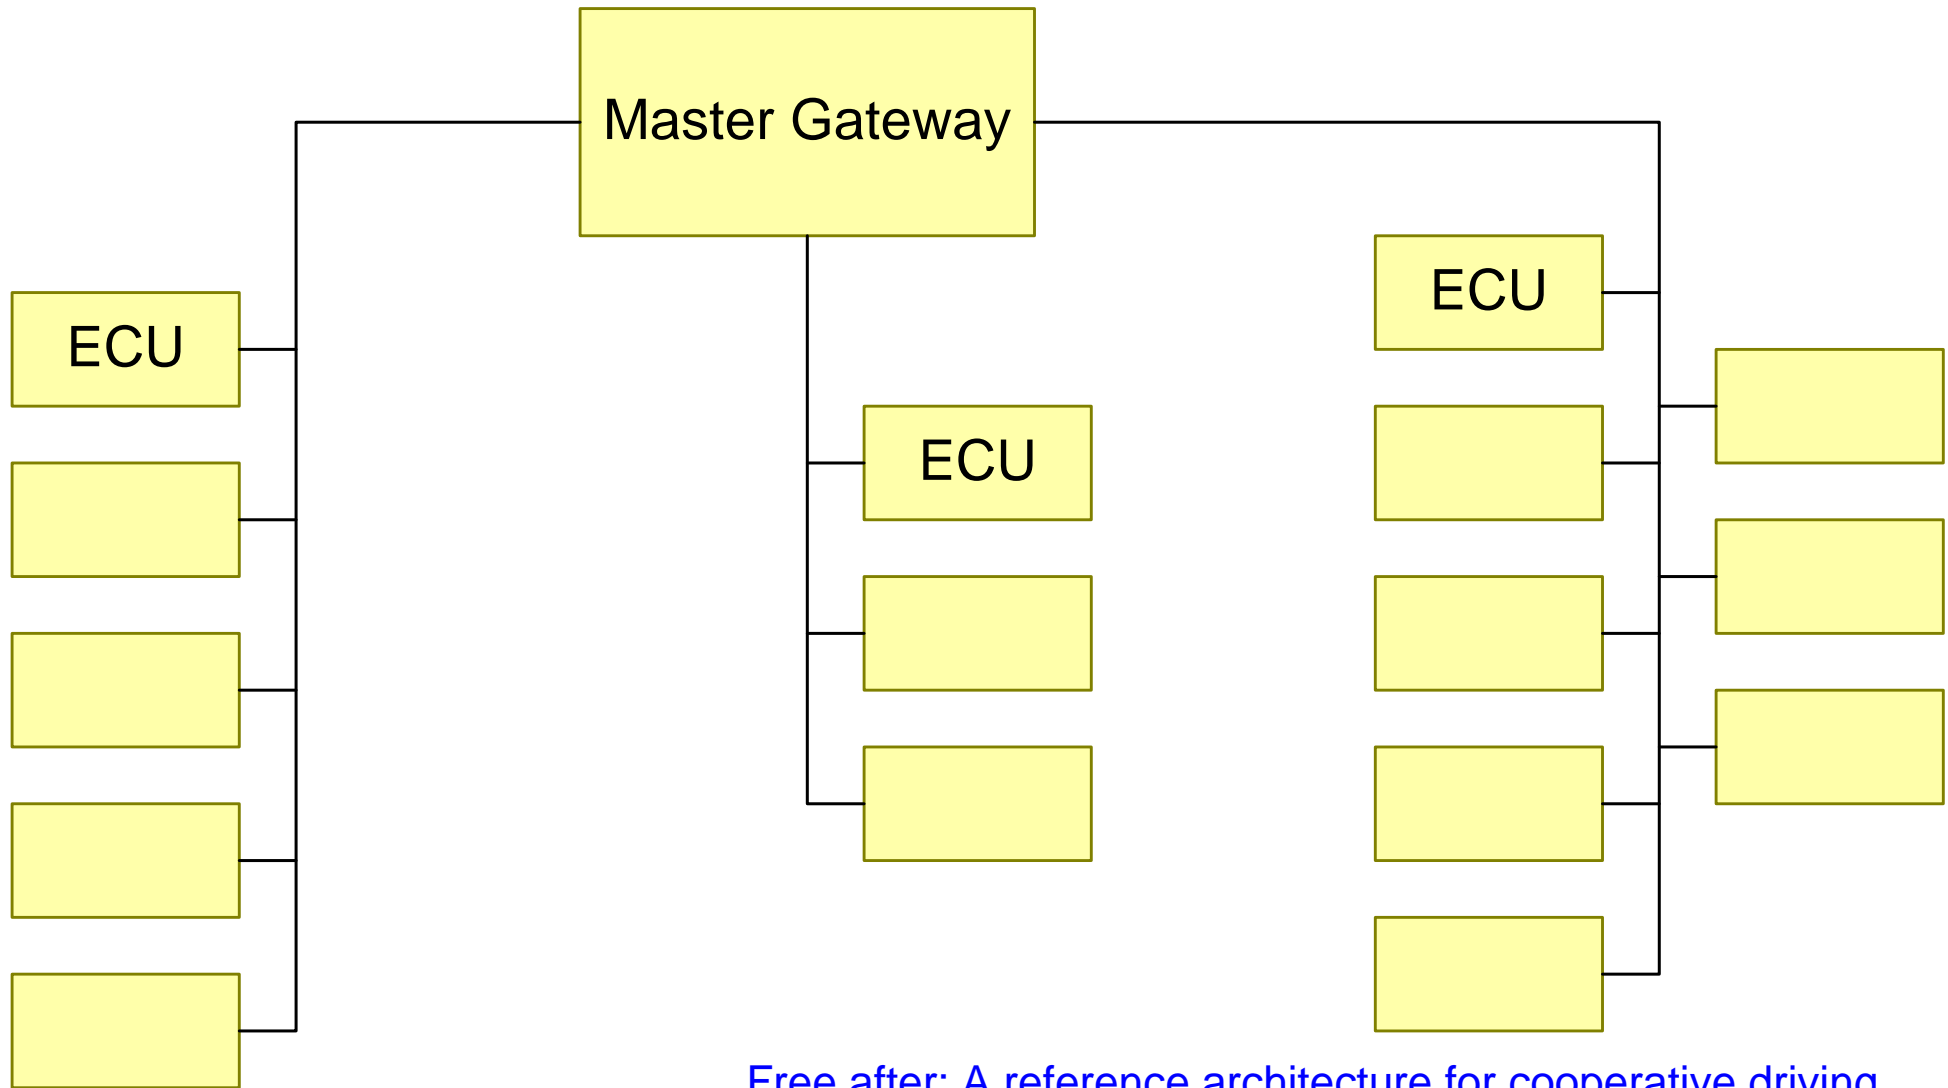 Master Gateway
ECU
ECU
ECU
Free after: A reference architecture for cooperative driving